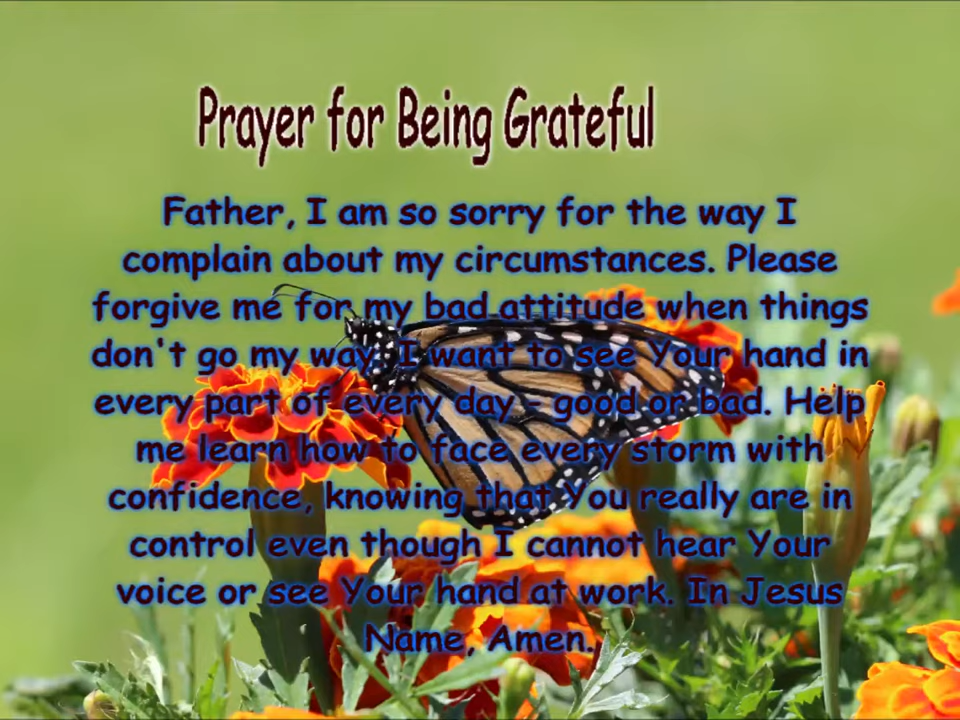 Prayer for Being Grateful
Father, I am so sorry for the way I
complain about my circumstances. Please
forgive me for my bad attitude when things
don't go my way. I want to see Your hand in
every part of every day - good or bad. Help
me learn how to face every storm with
confidence, knowing that You really are in
control even though I cannot hear Your
voice or see Your hand at work. In Jesus
Name, Amen.